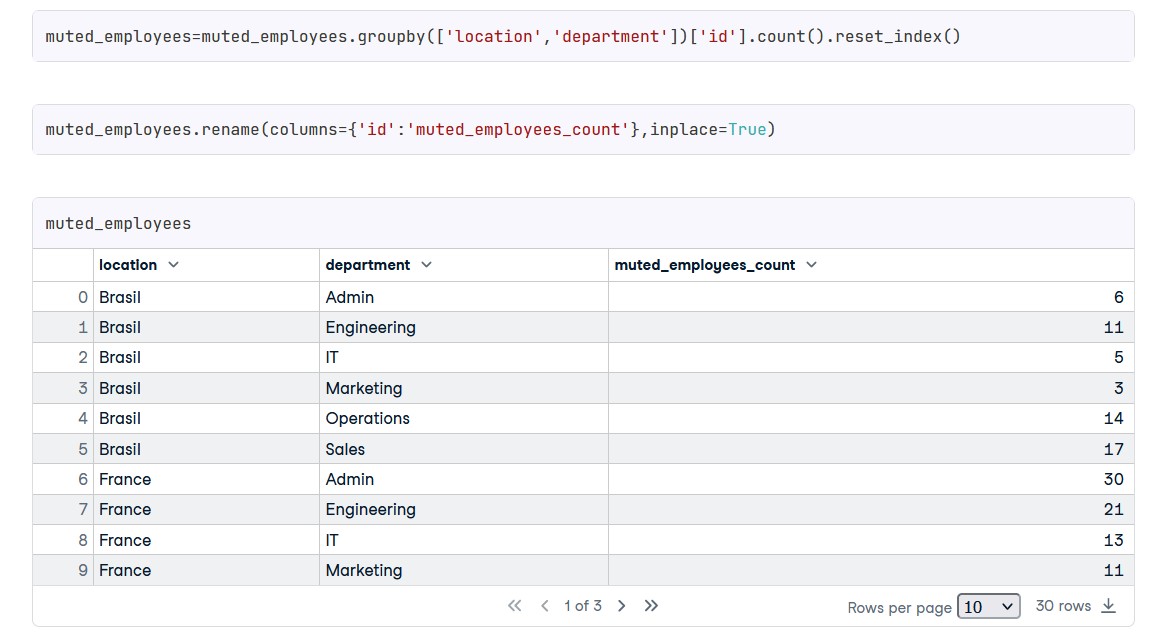 muted_employees=muted_employees.groupby(['location','department'])['id'].count().reset_index()
muted_employees.rename(columns={'id':'muted_employees_count'},inplace=True)
muted_employees
location department muted_employees_count
0 Brasil Admin 6
1 Brasil Engineering 11
2 Brasil IT 5
3 Brasil Marketing 3
4 Brasil Operations 14
5 Brasil Sales 17
6 France Admin 30
7 France Engineering 21
8 France IT 13
9 France Marketing 11
1 of 3 Rows per page 10 30 rows